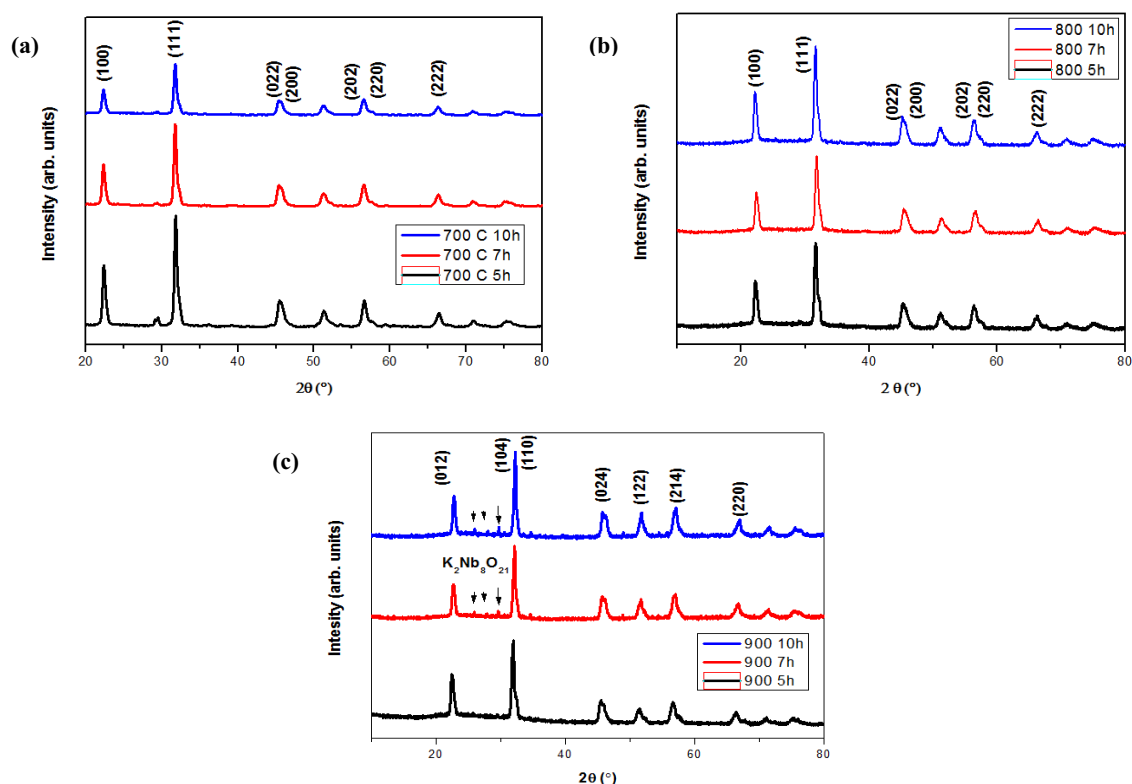 (a)
(100)
(111)
(022)
(200)
(202)
(220)
(222)
Intensity (arb. units)
700 C 10h
700 C 7h
700 C 5h
20 30 40 50 60 70 80
2θ (°)
(b)
(100)
(111)
(022)
(200)
(202)
(220)
(222)
800 10h
800 7h
800 5h
Intensity (arb. units)
20 40 60 80
2 θ (°)
(c)
(012)
(104)
(110)
(024)
(122)
(214)
(220)
K2Nb8O21
Intesity (arb. units)
900 10h
900 7h
900 5h
20 40 60 80
2θ (°)